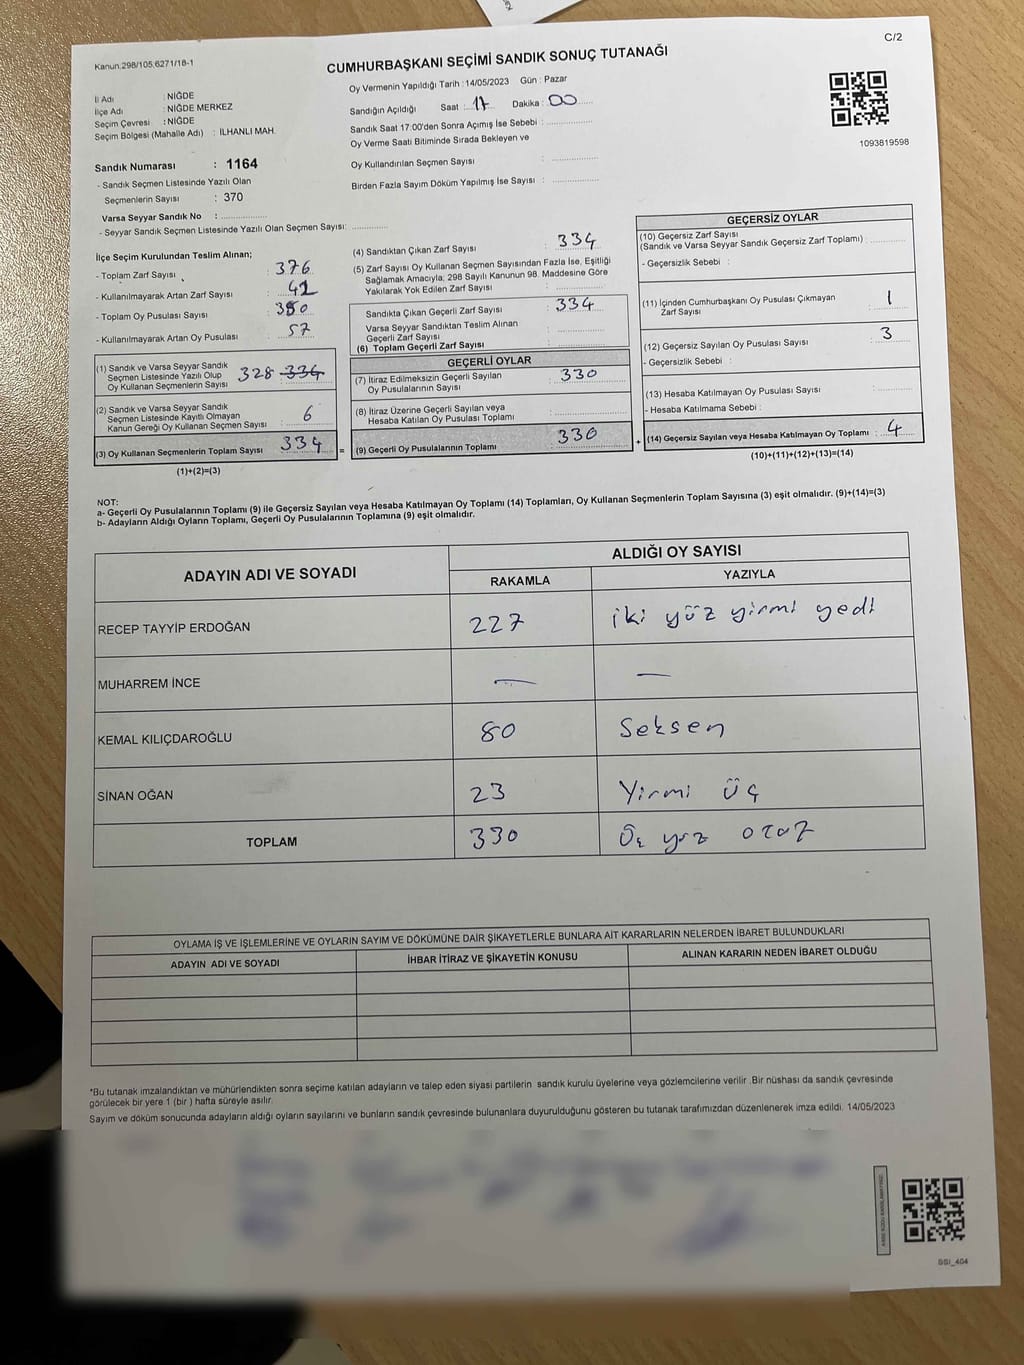 C/2
Kanun.298/105.6271/18-1
CUMHURBAŞKANI SEÇİMİ SANDIK SONUÇ TUTANAĞI
İl Adı : NİĞDE
İlçe Adı : NİĞDE MERKEZ
Seçim Çevresi : NİĞDE
Seçim Bölgesi (Mahalle Adı) : İLHANLI MAH.
Sandık Numarası : 1164
- Sandık Seçmen Listesinde Yazılı Olan
Seçmenlerin Sayısı : 370
Varsa Seyyar Sandık No : ....................
- Seyyar Sandık Seçmen Listesinde Yazılı Olan Seçmen Sayısı: ...............
Oy Vermenin Yapıldığı Tarih : 14/05/2023 Gün : Pazar
Sandığın Açıldığı Saat : 17 Dakika : 00
Sandık Saat 17:00'den Sonra Açımış İse Sebebi : ....................
Oy Verme Saati Bitiminde Sırada Bekleyen ve
Oy Kullandırılan Seçmen Sayısı : ....................
Birden Fazla Sayım Döküm Yapılmış İse Sayısı : ....................
1093819598
İlçe Seçim Kurulundan Teslim Alınan;
- Toplam Zarf Sayısı : 376
- Kullanılmayarak Artan Zarf Sayısı : 42
- Toplam Oy Pusulası Sayısı : 380
- Kullanılmayarak Artan Oy Pusulası : 57
(1) Sandık ve Varsa Seyyar Sandık
Seçmen Listesinde Yazılı Olup
Oy Kullanan Seçmenlerin Sayısı 328 334
(2) Sandık ve Varsa Seyyar Sandık
Seçmen Listesinde Kayıtlı Olmayan
Kanun Gereği Oy Kullanan Seçmen Sayısı : 6
(3) Oy Kullanan Seçmenlerin Toplam Sayısı : 334
(1)+(2)=(3)
=
(4) Sandıktan Çıkan Zarf Sayısı : 334
(5) Zarf Sayısı Oy Kullanan Seçmen Sayısından Fazla İse, Eşitliği
Sağlamak Amacıyla; 298 Sayılı Kanunun 98. Maddesine Göre
Yakılarak Yok Edilen Zarf Sayısı : ....................
Sandıkta Çıkan Geçerli Zarf Sayısı : 334
Varsa Seyyar Sandıktan Teslim Alınan
Geçerli Zarf Sayısı : ....................
(6) Toplam Geçerli Zarf Sayısı
GEÇERLİ OYLAR
(7) İtiraz Edilmeksizin Geçerli Sayılan
Oy Pusulalarının Sayısı : 330
(8) İtiraz Üzerine Geçerli Sayılan veya
Hesaba Katılan Oy Pusulası Toplamı : ....................
(9) Geçerli Oy Pusulalarının Toplamı : 330
+
GEÇERSİZ OYLAR
(10) Geçersiz Zarf Sayısı
(Sandık ve Varsa Seyyar Sandık Geçersiz Zarf Toplamı) : ............
- Geçersizlik Sebebi :
(11) İçinden Cumhurbaşkanı Oy Pusulası Çıkmayan
Zarf Sayısı : 1
(12) Geçersiz Sayılan Oy Pusulası Sayısı : 3
- Geçersizlik Sebebi :
(13) Hesaba Katılmayan Oy Pusulası Sayısı : ............
- Hesaba Katılmama Sebebi :
(14) Geçersiz Sayılan veya Hesaba Katılmayan Oy Toplamı : 4
(10)+(11)+(12)+(13)=(14)
NOT:
a- Geçerli Oy Pusulalarının Toplamı (9) ile Geçersiz Sayılan veya Hesaba Katılmayan Oy Toplamı (14) Toplamları, Oy Kullanan Seçmenlerin Toplam Sayısına (3) eşit olmalıdır. (9)+(14)=(3)
b- Adayların Aldığı Oyların Toplamı, Geçerli Oy Pusulalarının Toplamına (9) eşit olmalıdır.
ADAYIN ADI VE SOYADI ALDIĞI OY SAYISI
RAKAMLA YAZIYLA
RECEP TAYYİP ERDOĞAN 227 iki yüz yirmi yedi
MUHARREM İNCE — —
KEMAL KILIÇDAROĞLU 80 Seksen
SİNAN OĞAN 23 Yirmi üç
TOPLAM 330 Üç yüz otuz
OYLAMA İŞ VE İŞLEMLERİNE VE OYLARIN SAYIM VE DÖKÜMÜNE DAİR ŞİKAYETLERLE BUNLARA AİT KARARLARIN NELERDEN İBARET BULUNDUKLARI
ADAYIN ADI VE SOYADI İHBAR İTİRAZ VE ŞİKAYETİN KONUSU ALINAN KARARIN NEDEN İBARET OLDUĞU
*Bu tutanak imzalandıktan ve mühürlendikten sonra seçime katılan adayların ve talep eden siyasi partilerin sandık kurulu üyelerine veya gözlemcilerine verilir .Bir nüshası da sandık çevresinde
görülecek bir yere 1 (bir ) hafta süreyle asılır.
Sayım ve döküm sonucunda adayların aldığı oyların sayılarını ve bunların sandık çevresinde bulunanlara duyurulduğunu gösteren bu tutanak tarafımızdan düzenlenerek imza edildi. 14/05/2023
SGI_404